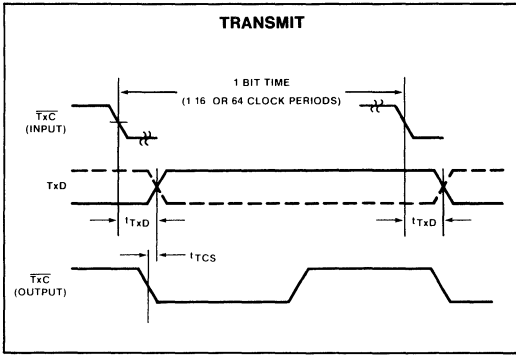 TRANSMIT
1 BIT TIME
(1 16 OR 64 CLOCK PERIODS)
TxC
(INPUT)
TxD
tTxD
tTxD
tTCS
TxC
(OUTPUT)